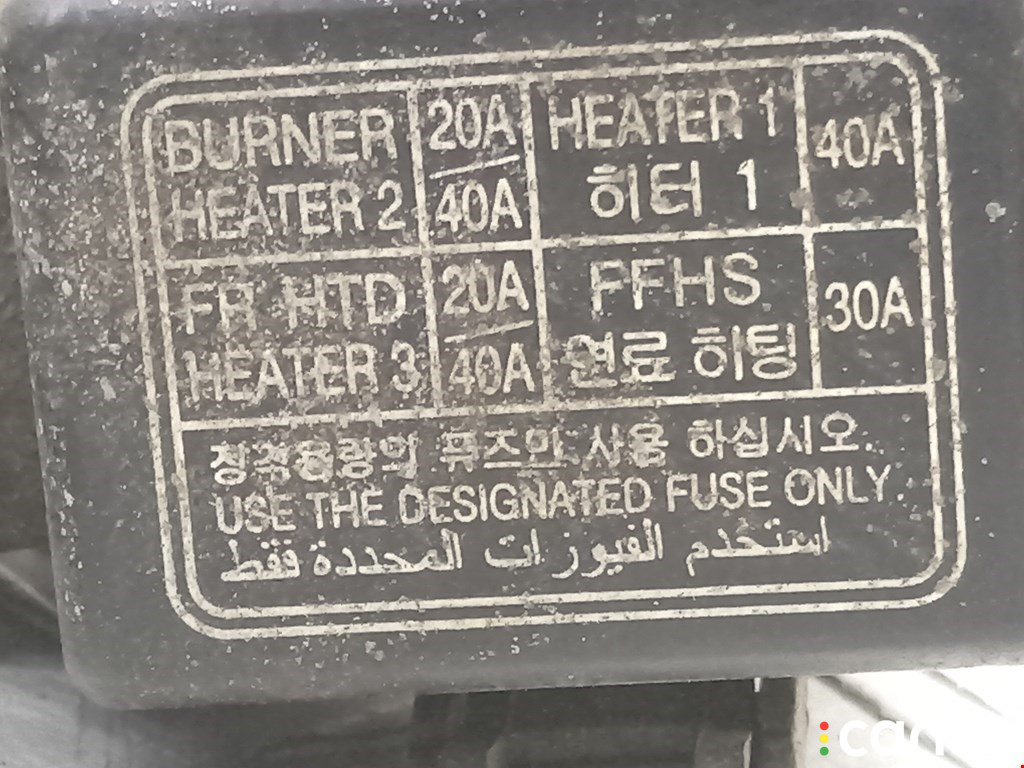 BURNER
HEATER 2
20A
40A
HEATER 1
히터 1
40A
FR HTD
HEATER 3
20A
40A
FFHS
연료 히팅
30A
정격용량의 퓨즈만 사용 하십시오.
USE THE DESIGNATED FUSE ONLY.
استخدم الفيوزات المحددة فقط